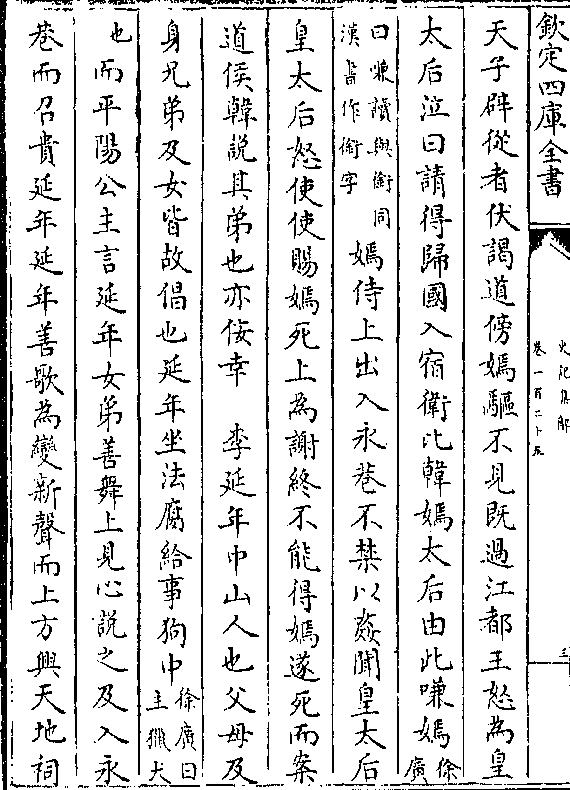 欽定四庫全書
史記集解
卷一百二十五
三
天子辟從者伏謁道傍嫣驅不見既過江都王怒為皇
太后泣曰請得歸國入宿衛比韓嫣太后由此嗛嫣徐廣
曰嗛讀與銜同漢書作銜字嫣侍上出入永巷不禁以姦聞皇太后
皇太后怒使使賜嫣死上為謝終不能得嫣遂死而案
道侯韓說其弟也亦佞幸 李延年中山人也父母及
身兄弟及女皆故倡也延年坐法腐給事狗中徐廣曰主獵犬
也而平陽公主言延年女弟善舞上見心說之及入永
巷而召貴延年延年善歌為變新聲而上方興天地祠